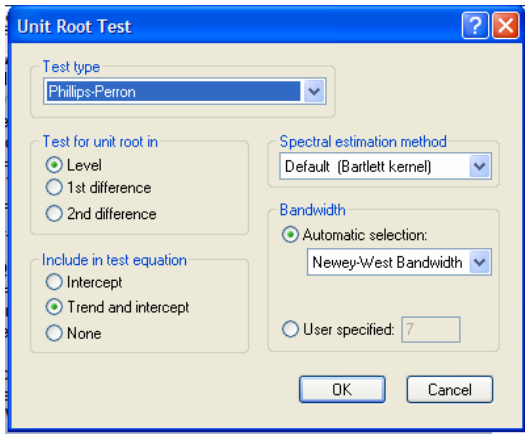 Unit Root Test
Test type
Phillips-Perron
Test for unit root in
Level
1st difference
2nd difference
Include in test equation
Intercept
Trend and intercept
None
Spectral estimation method
Default (Bartlett kernel)
Bandwidth
Automatic selection:
Newey-West Bandwidth
User specified: 7
OK
Cancel